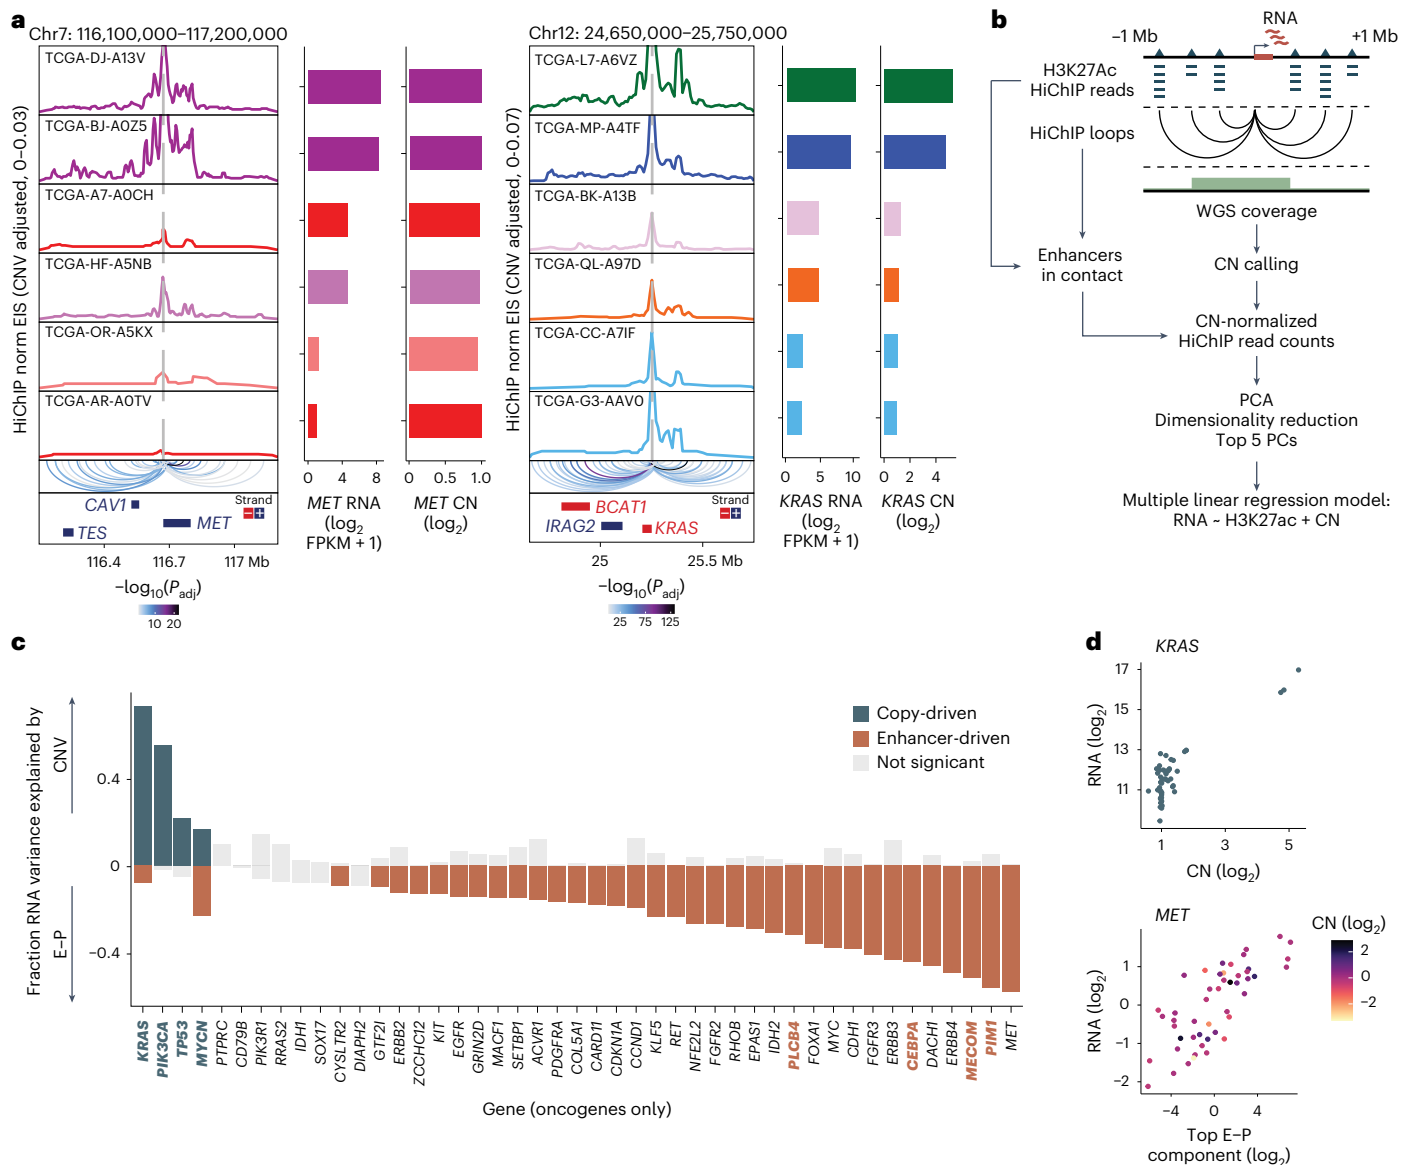 a
Chr7: 116,100,000–117,200,000
HiChIP norm EIS (CNV adjusted, 0–0.03)
TCGA-DJ-A13V
TCGA-BJ-A0Z5
TCGA-A7-A0CH
TCGA-HF-A5NB
TCGA-OR-A5KX
TCGA-AR-A0TV
CAV1
TES
MET
Strand
− +
116.4 116.7 117 Mb
–log10(Padj)
10 20
0 4 8
MET RNA
(log2
FPKM + 1)
0 0.5 1.0
MET CN
(log2)
Chr12: 24,650,000–25,750,000
HiChIP norm EIS (CNV adjusted, 0-0.07)
TCGA-L7-A6VZ
TCGA-MP-A4TF
TCGA-BK-A13B
TCGA-QL-A97D
TCGA-CC-A7IF
TCGA-G3-AAV0
BCAT1
IRAG2
KRAS
Strand
− +
25 25.5 Mb
–log10(Padj)
25 75 125
0 5 10
KRAS RNA
(log2
FPKM + 1)
0 2 4
KRAS CN
(log2)
b
RNA
–1 Mb +1 Mb
H3K27Ac
HiChIP reads
HiChIP loops
Enhancers
in contact
WGS coverage
CN calling
CN-normalized
HiChIP read counts
PCA
Dimensionality reduction
Top 5 PCs
Multiple linear regression model:
RNA ~ H3K27ac + CN
c
Fraction RNA variance explained by
CNV
E–P
0.4
0
–0.4
Copy-driven
Enhancer-driven
Not signicant
KRAS
PIK3CA
TP53
MYCN
PTPRC
CD79B
PIK3R1
RRAS2
IDH1
SOX17
CYSLTR2
DIAPH2
GTF2I
ERBB2
ZCCHC12
KIT
EGFR
GRIN2D
MACF1
SETBP1
ACVR1
PDGFRA
COL5A1
CARD11
CDKN1A
CCND1
KLF5
RET
NFE2L2
FGFR2
RHOB
EPAS1
IDH2
PLCB4
FOXA1
MYC
CDH1
FGFR3
ERBB3
CEBPA
DACH1
ERBB4
MECOM
PIM1
MET
Gene (oncogenes only)
d
KRAS
RNA (log2)
17
15
13
11
1 3 5
CN (log2)
MET
RNA (log2)
1
0
–1
–2
–4 0 4
Top E–P
component (log2)
CN (log2)
2
0
–2